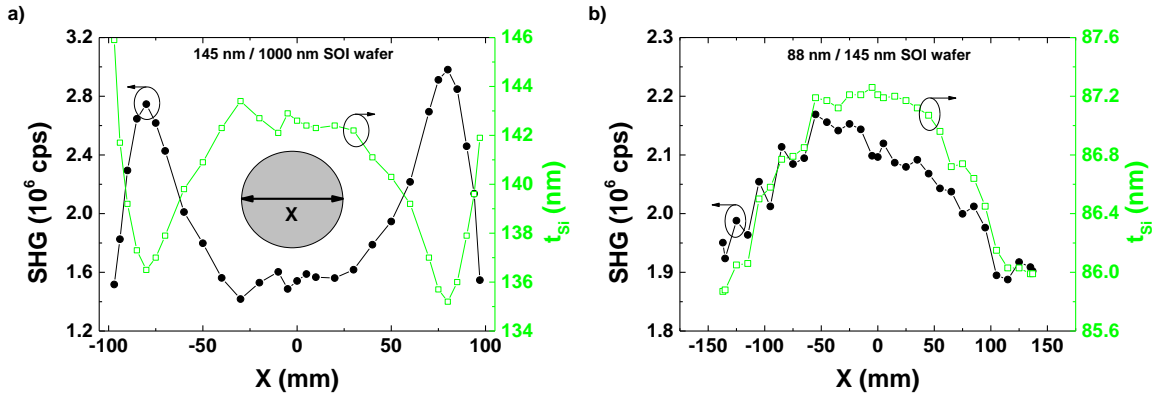 a)
145 nm / 1000 nm SOI wafer
SHG (10⁶ cps)
3.2
2.8
2.4
2.0
1.6
1.2
146
144
142
140
138
136
134
t_Si (nm)
X
-100 -50 0 50 100
X (mm)
b)
88 nm / 145 nm SOI wafer
SHG (10⁶ cps)
2.3
2.2
2.1
2.0
1.9
1.8
87.6
87.2
86.8
86.4
86.0
85.6
t_Si (nm)
-150 -100 -50 0 50 100 150
X (mm)